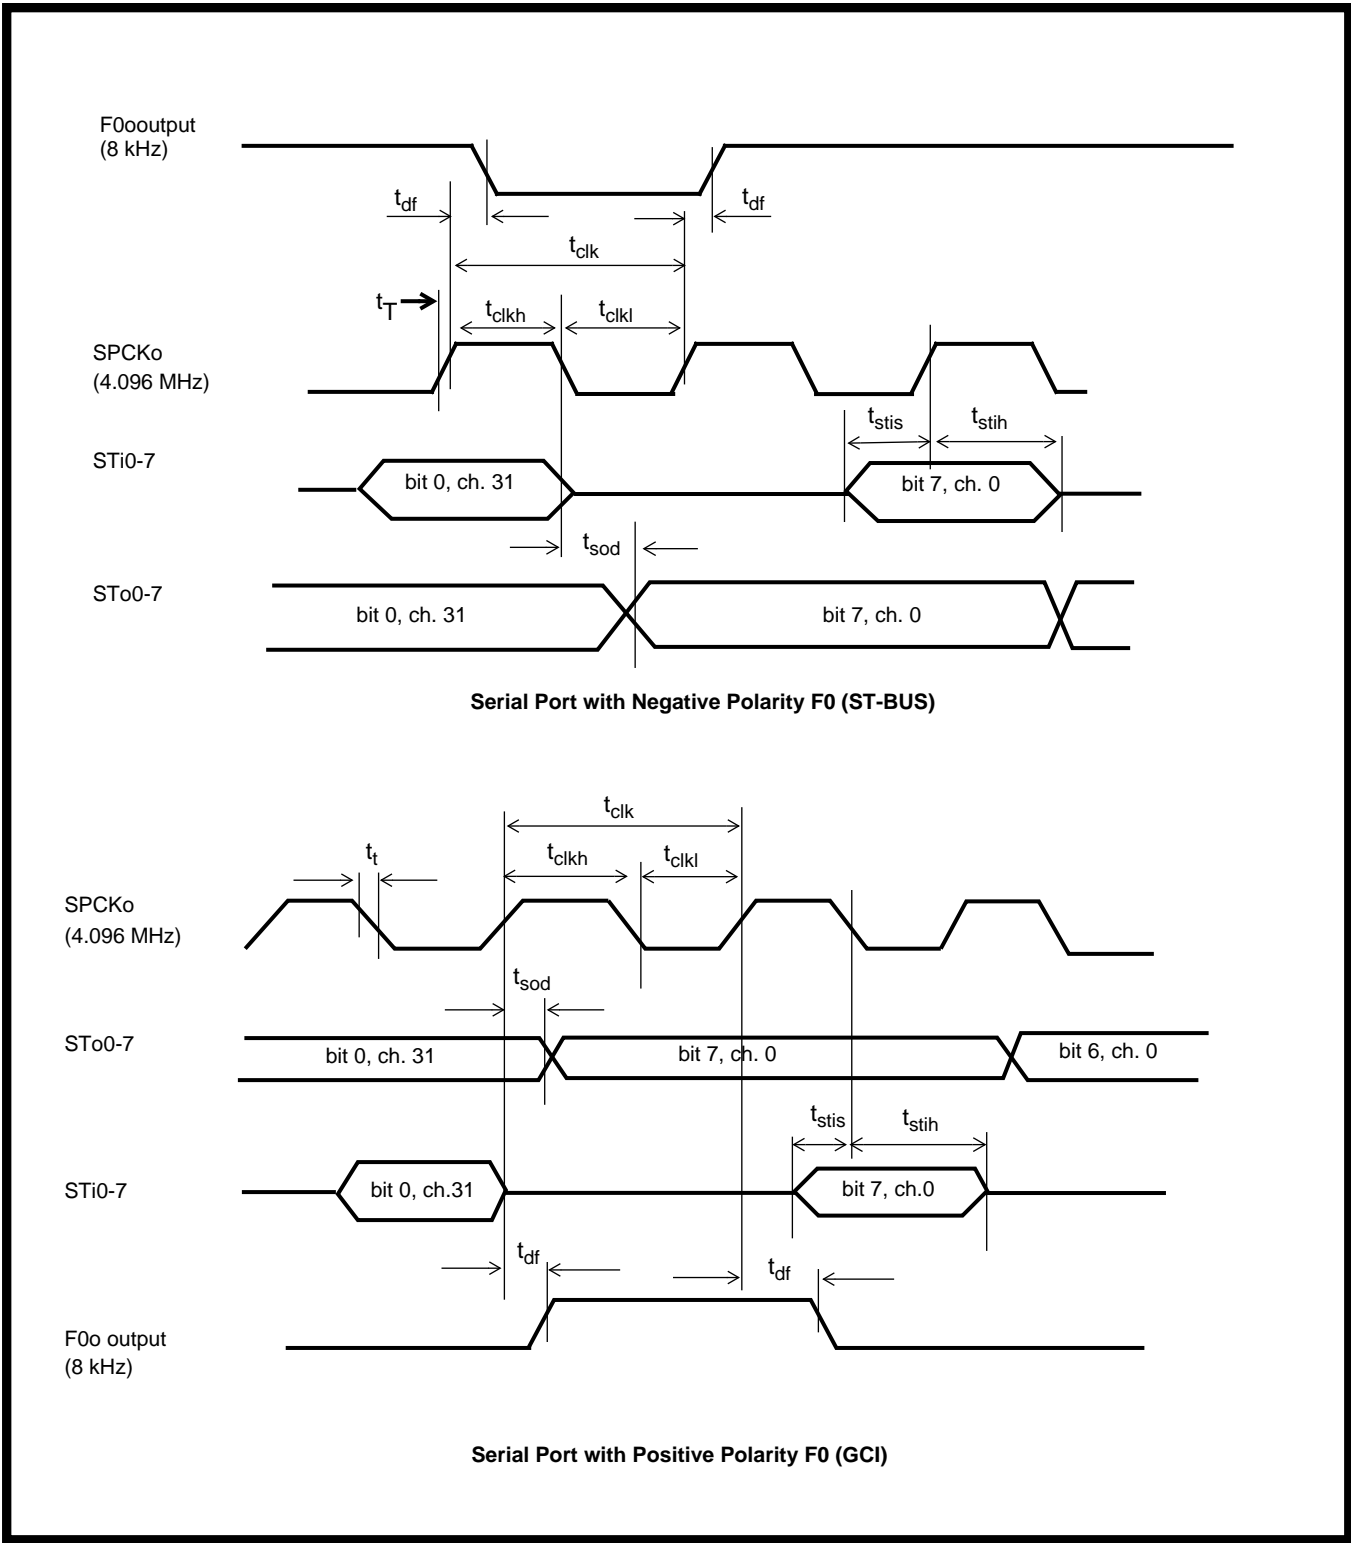 F0ooutput
(8 kHz)
tdf
tdf
tclk
tT
tclkh
tclkl
SPCKo
(4.096 MHz)
tstis
tstih
STi0-7
bit 0, ch. 31
bit 7, ch. 0
tsod
STo0-7
bit 0, ch. 31
bit 7, ch. 0
Serial Port with Negative Polarity F0 (ST-BUS)
tclk
tt
tclkh
tclkl
SPCKo
(4.096 MHz)
tsod
STo0-7
bit 0, ch. 31
bit 7, ch. 0
bit 6, ch. 0
tstis
tstih
STi0-7
bit 0, ch.31
bit 7, ch.0
tdf
tdf
F0o output
(8 kHz)
Serial Port with Positive Polarity F0 (GCI)